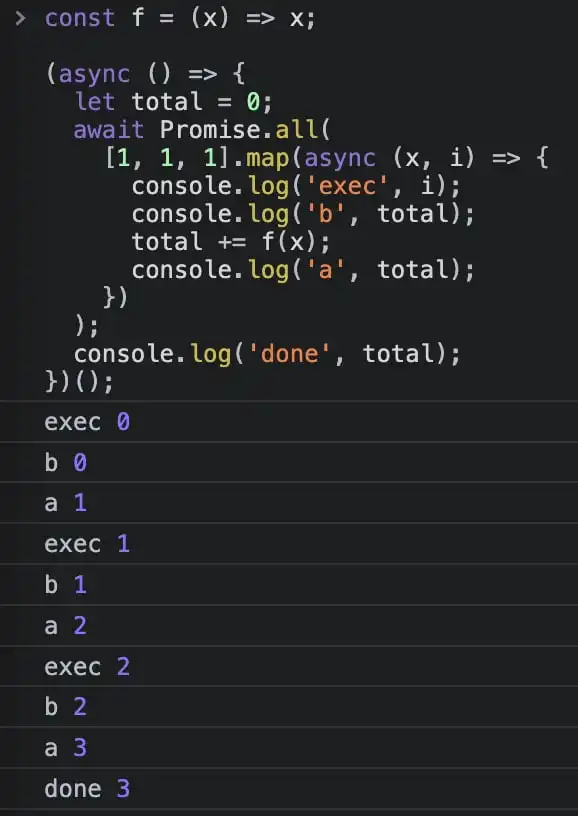 > const f = (x) => x;
(async () => {
let total = 0;
await Promise.all(
[1, 1, 1].map(async (x, i) => {
console.log('exec', i);
console.log('b', total);
total += f(x);
console.log('a', total);
})
);
console.log('done', total);
})();
exec 0
b 0
a 1
exec 1
b 1
a 2
exec 2
b 2
a 3
done 3